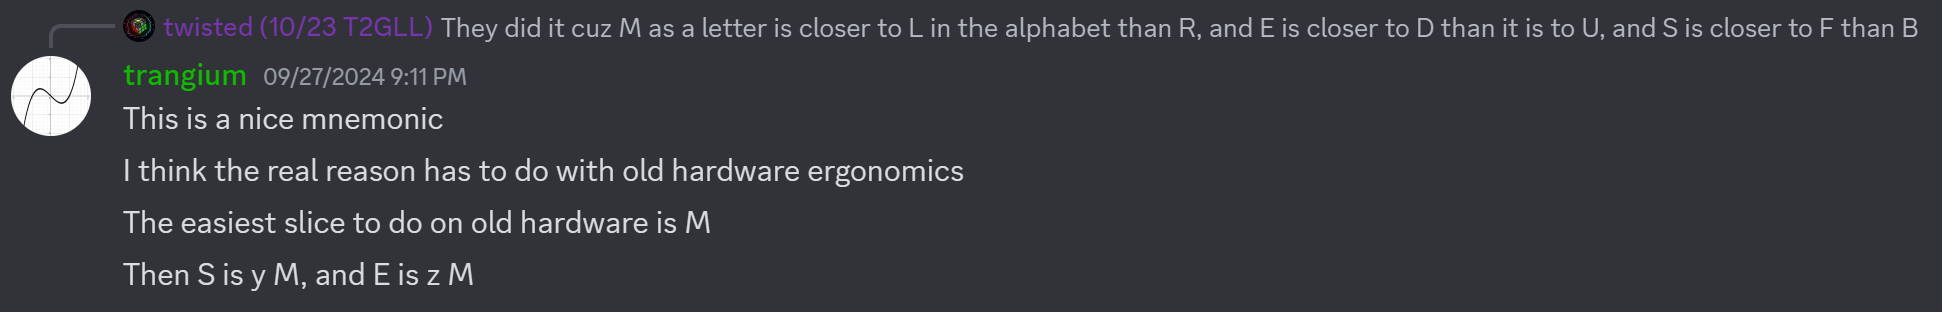 twisted (10/23 T2GLL) They did it cuz M as a letter is closer to L in the alphabet than R, and E is closer to D than it is to U, and S is closer to F than B
trangium 09/27/2024 9:11 PM
This is a nice mnemonic
I think the real reason has to do with old hardware ergonomics
The easiest slice to do on old hardware is M
Then S is y M, and E is z M